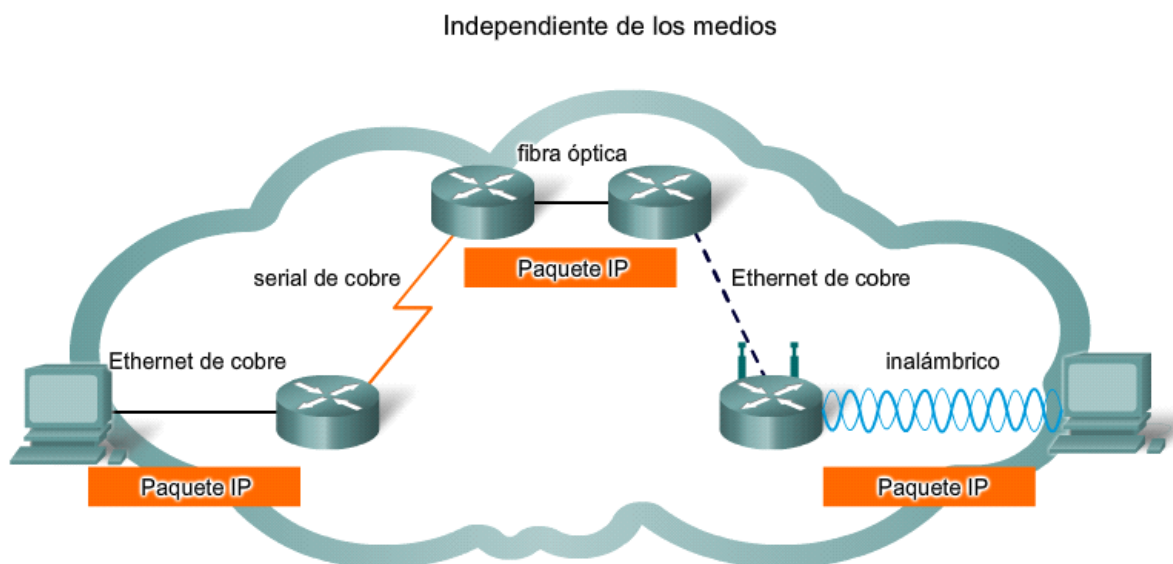 Independiente de los medios
fibra óptica
Paquete IP
serial de cobre
Ethernet de cobre
Ethernet de cobre
inalámbrico
Paquete IP
Paquete IP